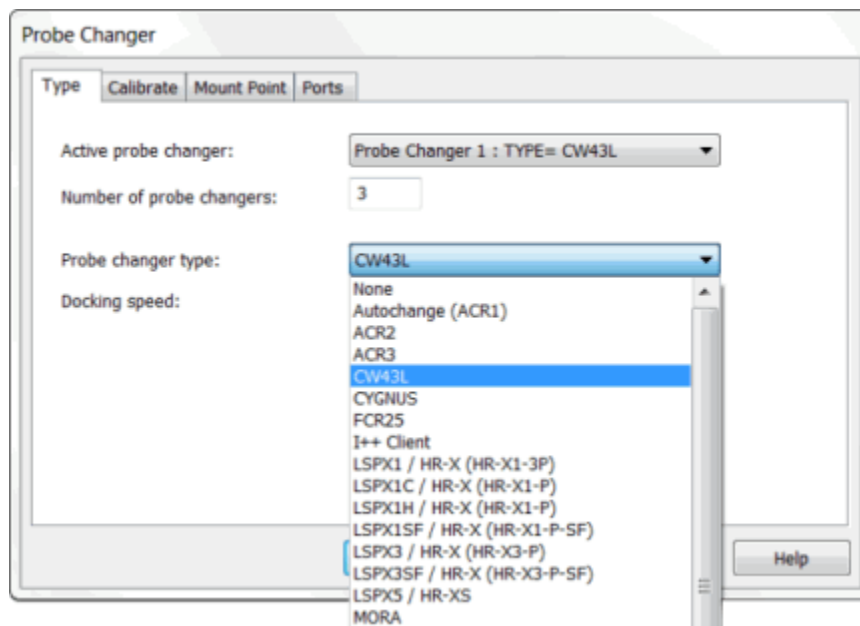 Probe Changer
Type Calibrate Mount Point Ports
Active probe changer: Probe Changer 1 : TYPE= CW43L
Number of probe changers: 3
Probe changer type: CW43L
Docking speed:
None
Autochange (ACR1)
ACR2
ACR3
CW43L
CYGNUS
FCR25
I++ Client
LSPX1 / HR-X (HR-X1-3P)
LSPX1C / HR-X (HR-X1-P)
LSPX1H / HR-X (HR-X1-P)
LSPX1SF / HR-X (HR-X1-P-SF)
LSPX3 / HR-X (HR-X3-P)
LSPX3SF / HR-X (HR-X3-P-SF)
LSPX5 / HR-XS
MORA
Help